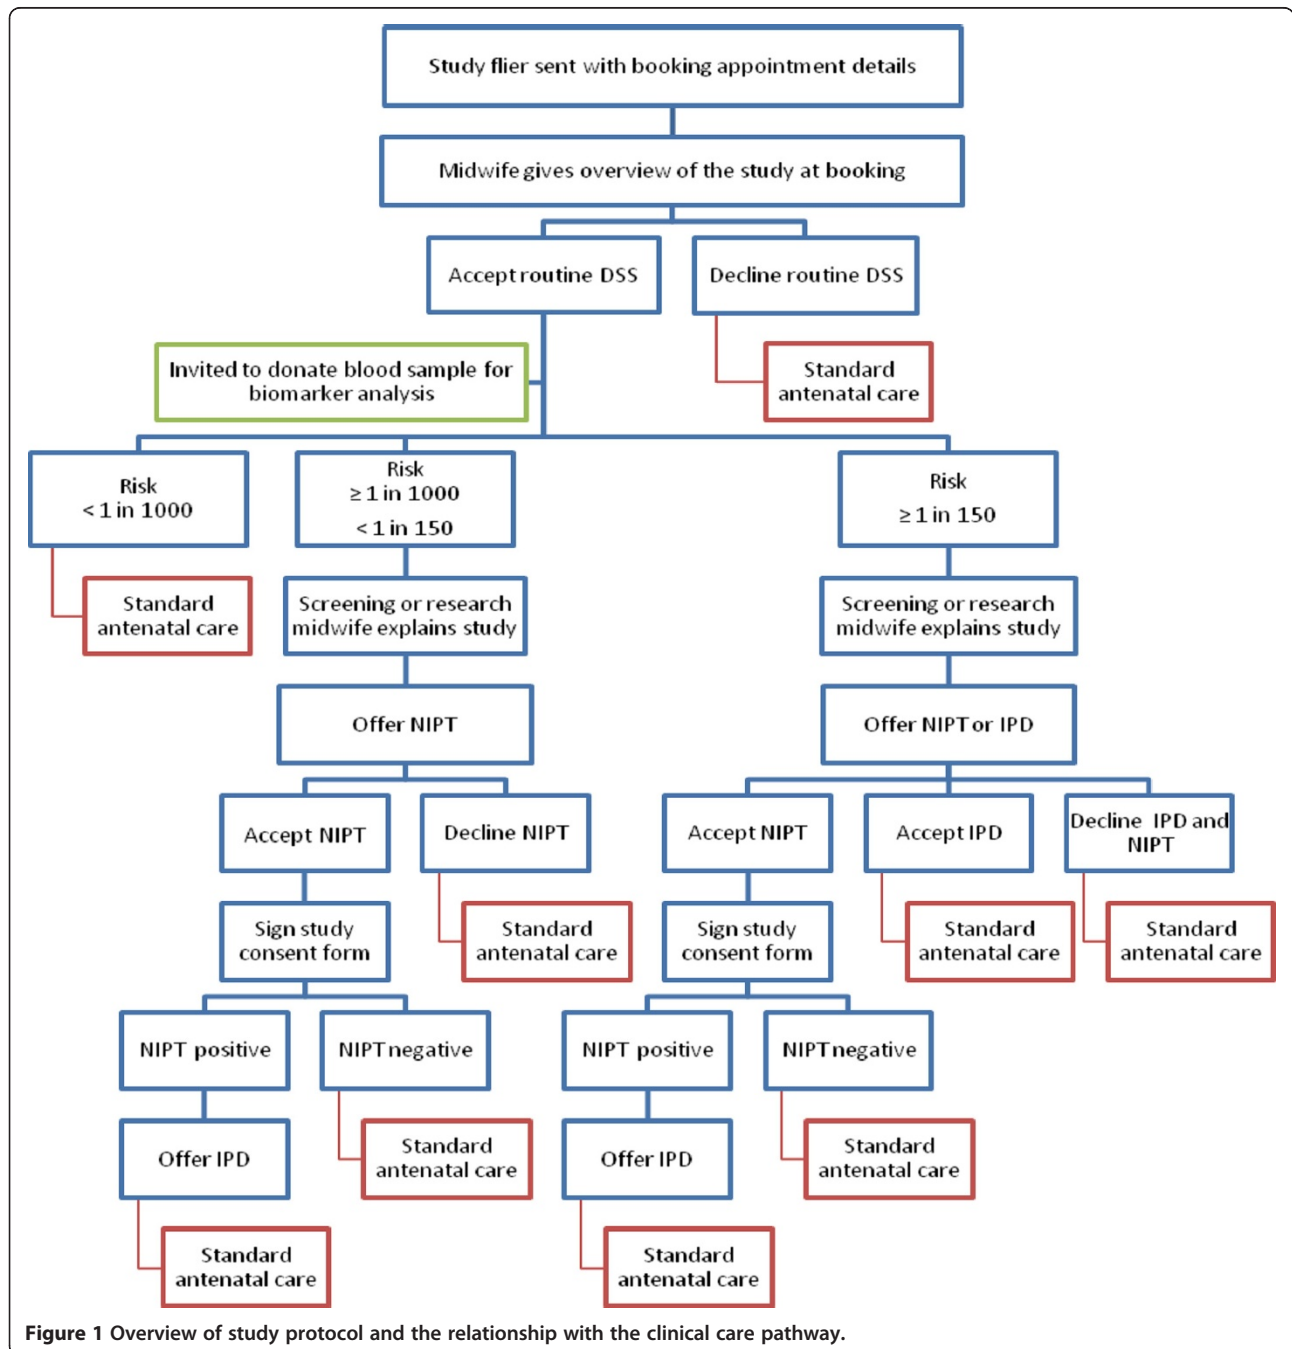 Study flier sent with booking appointment details
Midwife gives overview of the study at booking
Accept routine DSS
Decline routine DSS
Invited to donate blood sample for
biomarker analysis
Standard
antenatal care
Risk
< 1 in 1000
Risk
≥ 1 in 1000
< 1 in 150
Risk
≥ 1 in 150
Standard
antenatal care
Screening or research
midwife explains study
Screening or research
midwife explains study
Offer NIPT
Offer NIPT or IPD
Accept NIPT
Decline NIPT
Accept NIPT
Accept IPD
Decline IPD and
NIPT
Sign study
consent form
Standard
antenatal care
Sign study
consent form
Standard
antenatal care
Standard
antenatal care
NIPT positive
NIPT negative
NIPT positive
NIPT negative
Offer IPD
Standard
antenatal care
Offer IPD
Standard
antenatal care
Standard
antenatal care
Standard
antenatal care
Figure 1 Overview of study protocol and the relationship with the clinical care pathway.